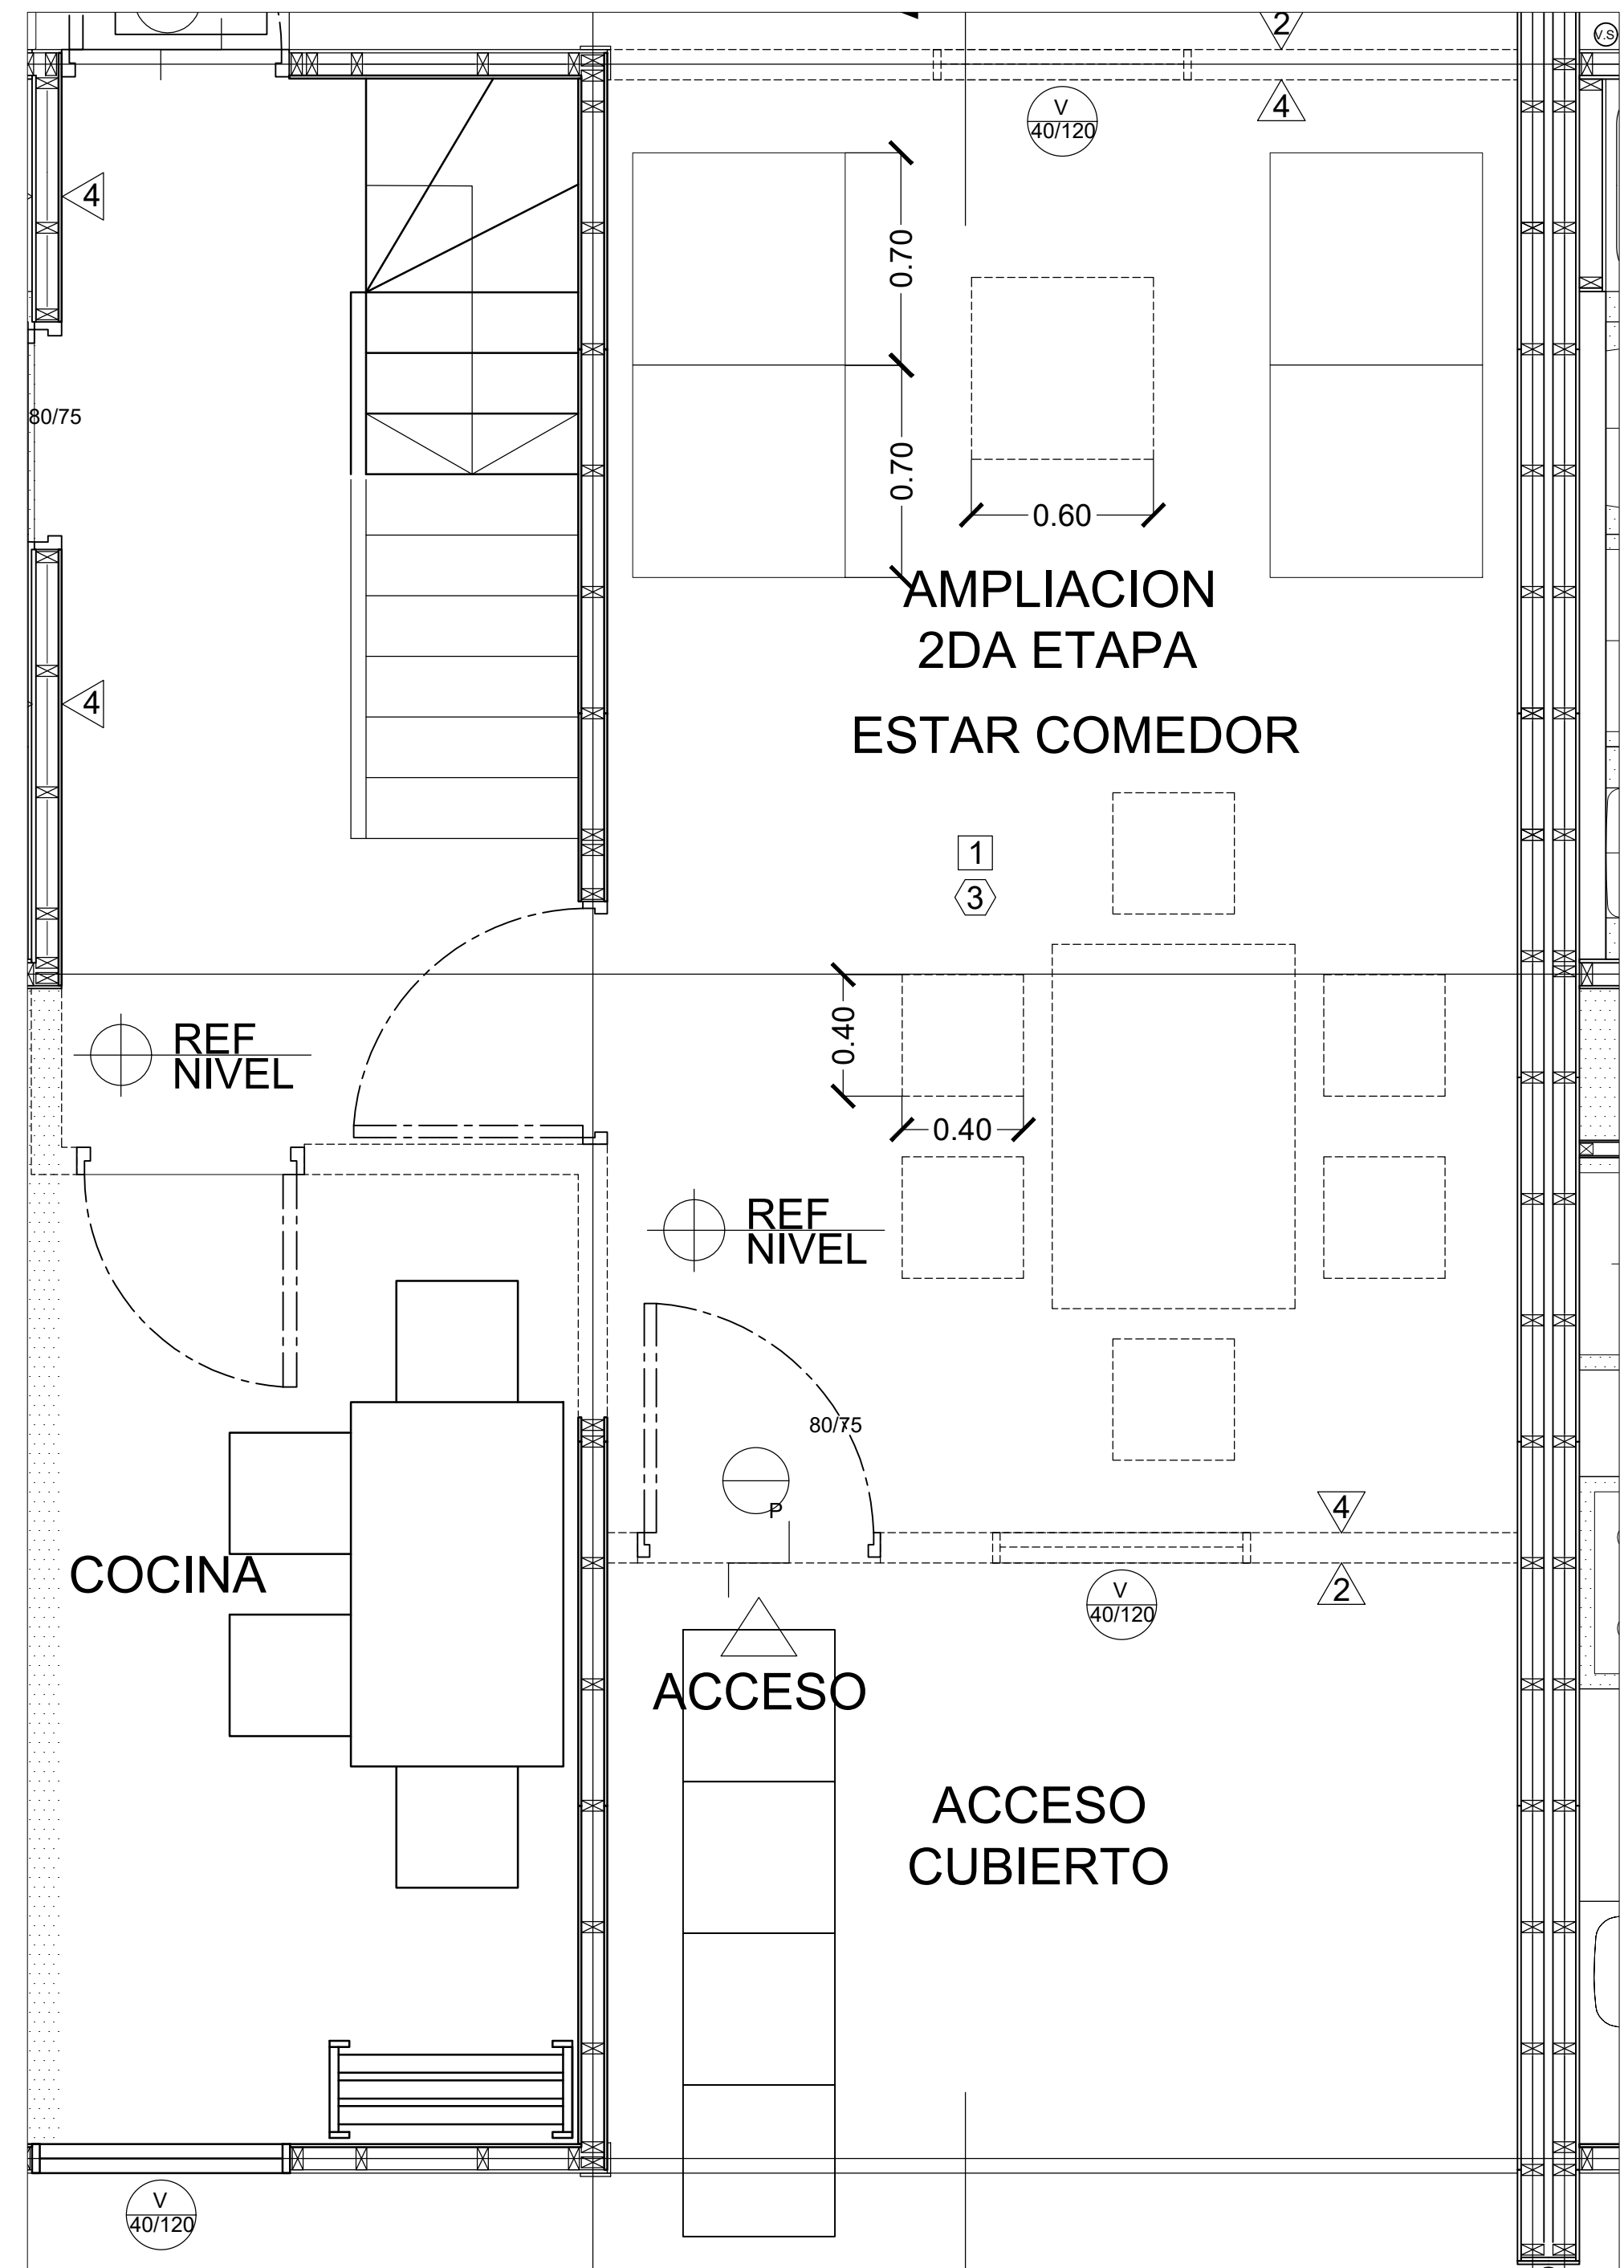 2
V.S
V
40/120
4
4
0.70
80/75
0.70
0.60
AMPLIACION
2DA ETAPA
4
ESTAR COMEDOR
1
3
0.40
REF
NIVEL
0.40
REF
NIVEL
80/75
P
4
COCINA
V
40/120
2
ACCESO
ACCESO
CUBIERTO
V
40/120